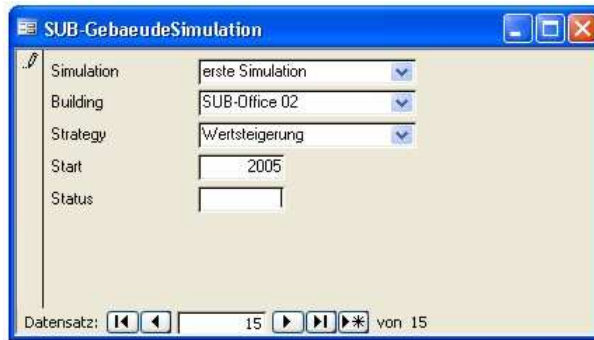 SUB-GebaeudeSimulation
Simulation erste Simulation
Building SUB-Office 02
Strategy Wertsteigerung
Start 2005
Status
Datensatz: 15 von 15